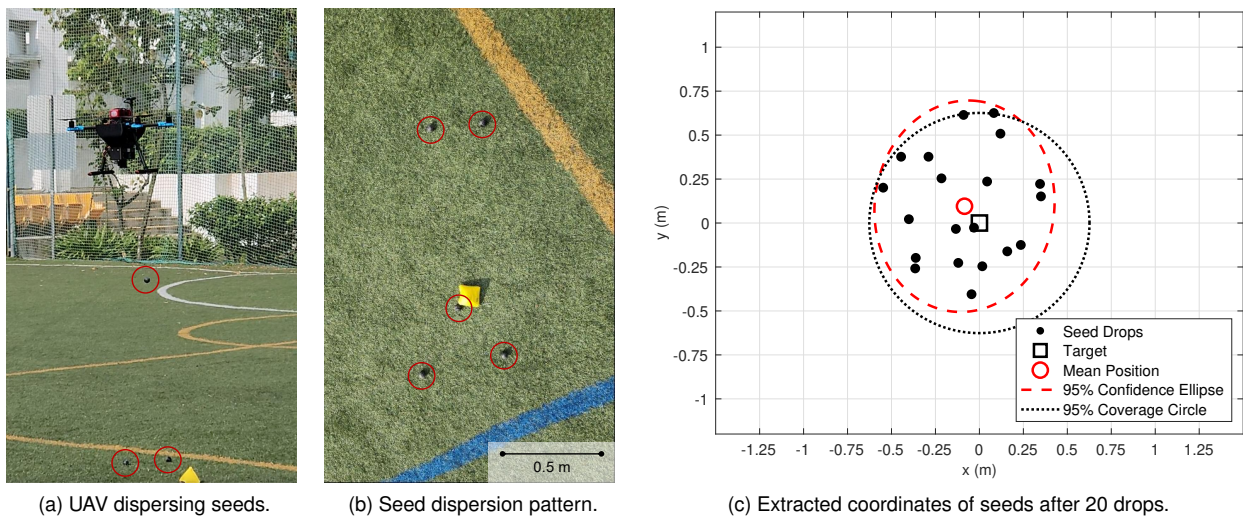 0.5 m
1
0.75
0.5
0.25
0
-0.25
-0.5
-0.75
-1
y (m)
-1.25 -1 -0.75 -0.5 -0.25 0 0.25 0.5 0.75 1 1.25
x (m)
Seed Drops
Target
Mean Position
95% Confidence Ellipse
95% Coverage Circle
(a) UAV dispersing seeds.
(b) Seed dispersion pattern.
(c) Extracted coordinates of seeds after 20 drops.